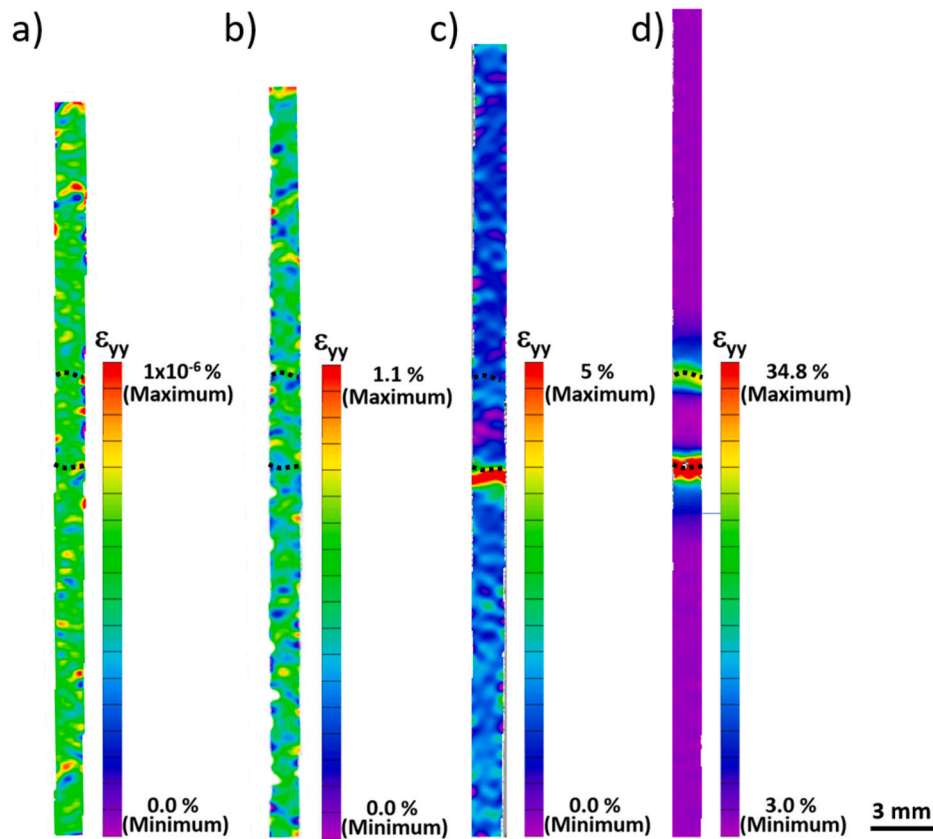 a)
b)
c)
d)
εyy
1x10⁻⁶ %
(Maximum)
0.0 %
(Minimum)
εyy
1.1 %
(Maximum)
0.0 %
(Minimum)
εyy
5 %
(Maximum)
0.0 %
(Minimum)
εyy
34.8 %
(Maximum)
3.0 %
(Minimum)
3 mm